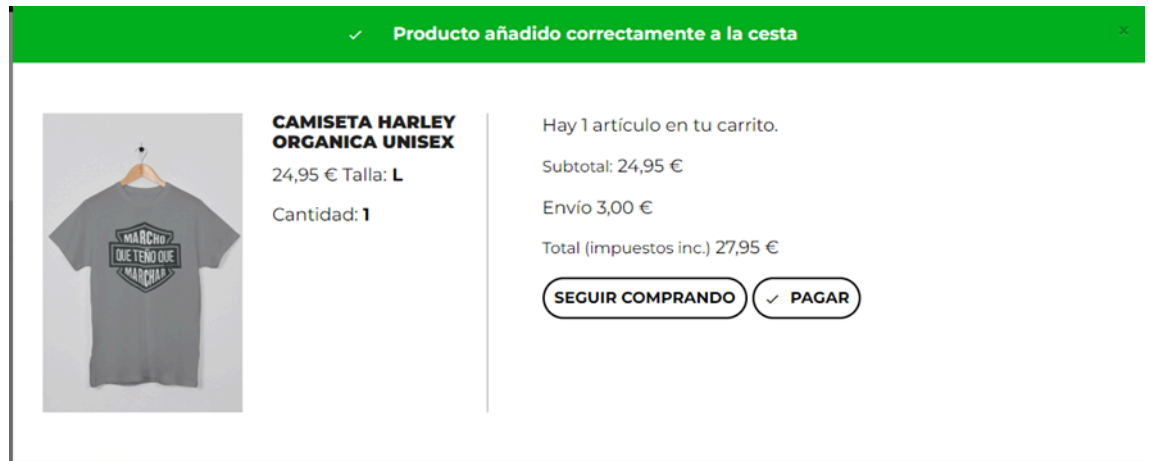 Producto añadido correctamente a la cesta
×
CAMISETA HARLEY
ORGANICA UNISEX
24,95 € Talla: L
Cantidad: 1
MARCHO
QUE TEÑO QUE
MARCHAR
Hay 1 artículo en tu carrito.
Subtotal: 24,95 €
Envío 3,00 €
Total (impuestos inc.) 27,95 €
SEGUIR COMPRANDO
PAGAR